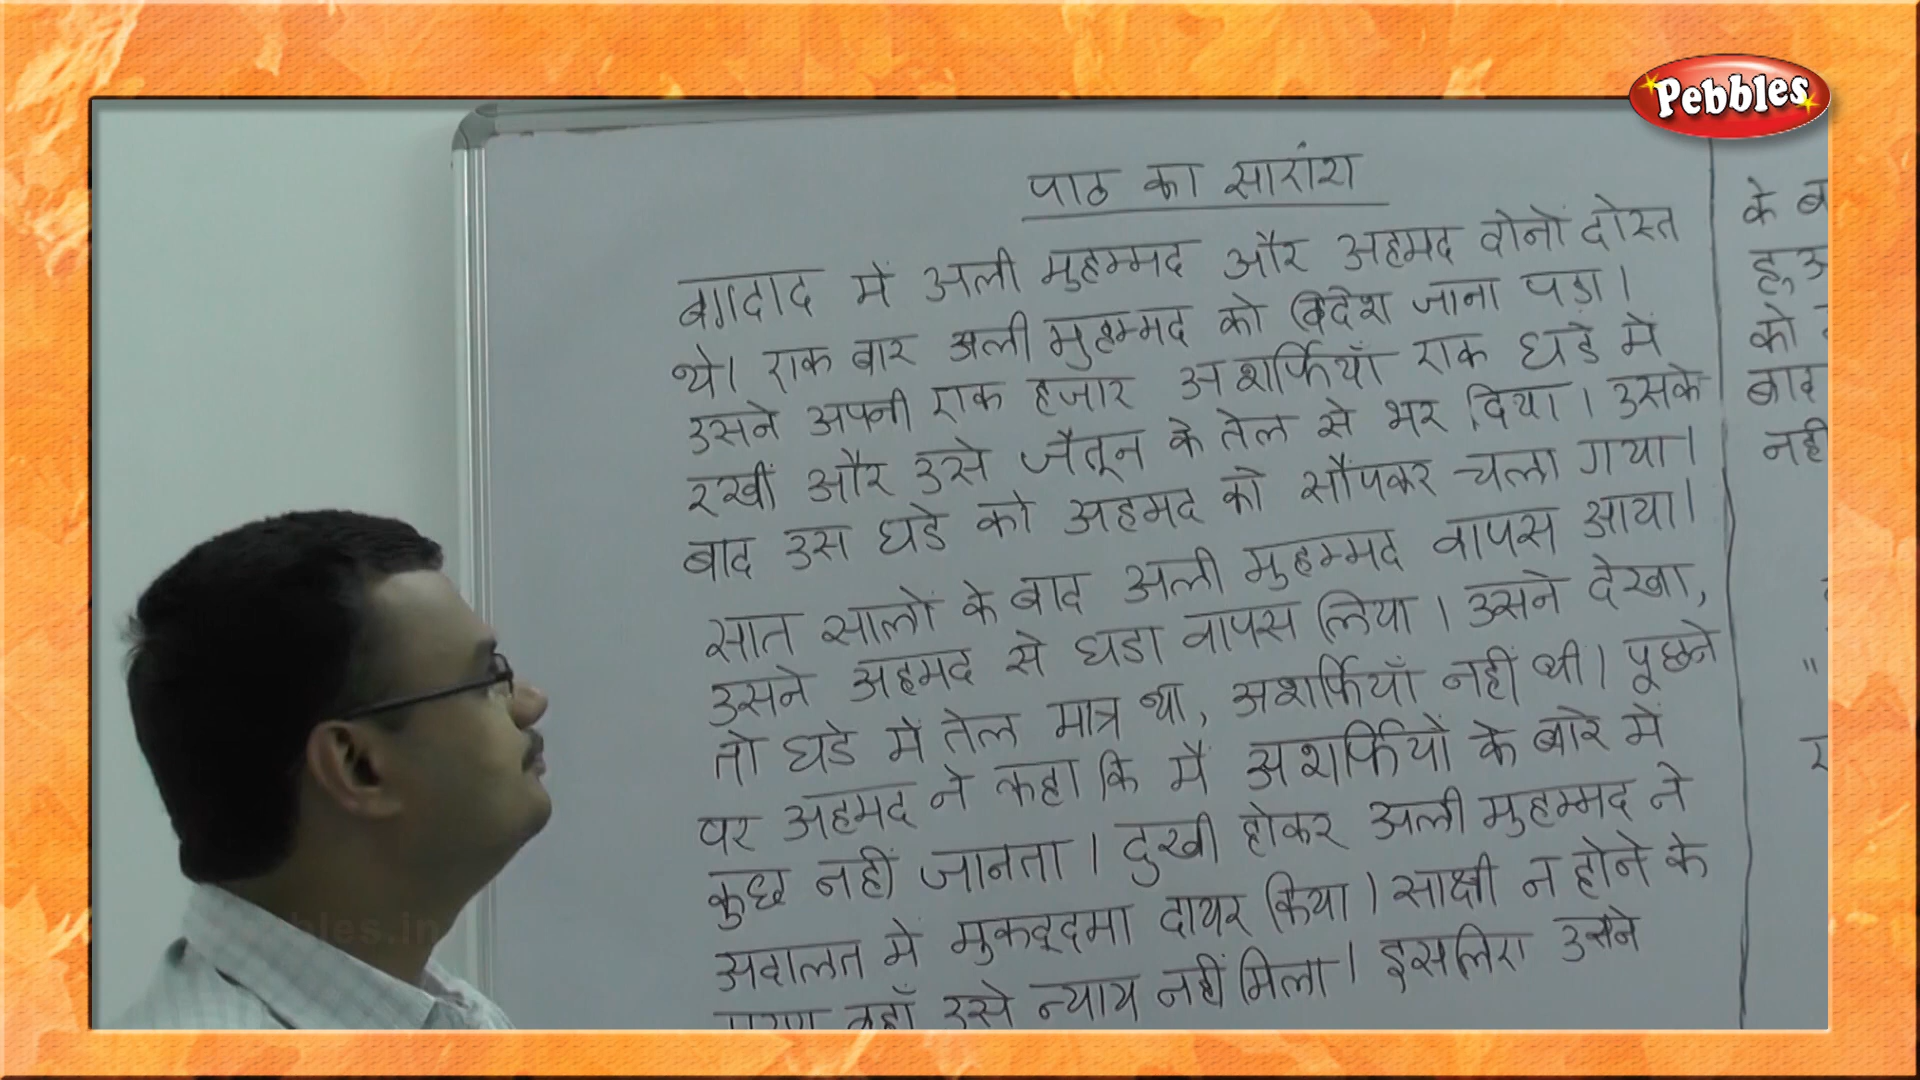 Pebbles
पाठ का सारांश
बगदाद में अली मुहम्मद और अहमद दोनों दोस्त
थे। एक बार अली मुहम्मद को विदेश जाना पड़ा।
उसने अपनी एक हजार अशर्फियाँ एक घडे में
रखीं और उसे जैतून के तेल से भर दिया। उसके
बाद उस घडे को अहमद को सौंपकर चला गया।
सात सालों के बाद अली मुहम्मद वापस आया।
उसने अहमद से घडा वापस लिया। उसने देखा,
तो घडे में तेल मात्र था, अशर्फियाँ नहीं थी। पूछने
पर अहमद ने कहा कि मैं अशर्फियों के बारे में
कुछ नहीं जानता। दुखी होकर अली मुहम्मद ने
अदालत में मुकद्दमा दायर किया। साक्षी न होने के
वहाँ उसे न्याय नहीं मिला। इसलिए उसने
के
को
बाद
नही